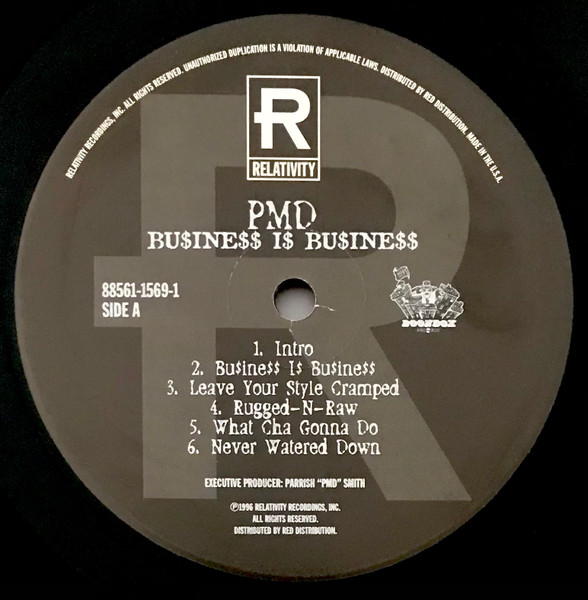 RELATIVITY RECORDINGS, INC. ALL RIGHTS RESERVED. UNAUTHORIZED DUPLICATION IS A VIOLATION OF APPLICABLE LAWS. DISTRIBUTED BY RED DISTRIBUTION. MADE IN THE U.S.A.
R
RELATIVITY
PMD
BU$INE$$ I$ BU$INE$$
88561-1569-1
SIDE A
BOONDOX
1. Intro
2. Bu$ine$$ I$ Bu$ine$$
3. Leave Your Style Cramped
4. Rugged-N-Raw
5. What Cha Gonna Do
6. Never Watered Down
EXECUTIVE PRODUCER: PARRISH "PMD" SMITH
℗1996 RELATIVITY RECORDINGS, INC.
ALL RIGHTS RESERVED.
DISTRIBUTED BY RED DISTRIBUTION.